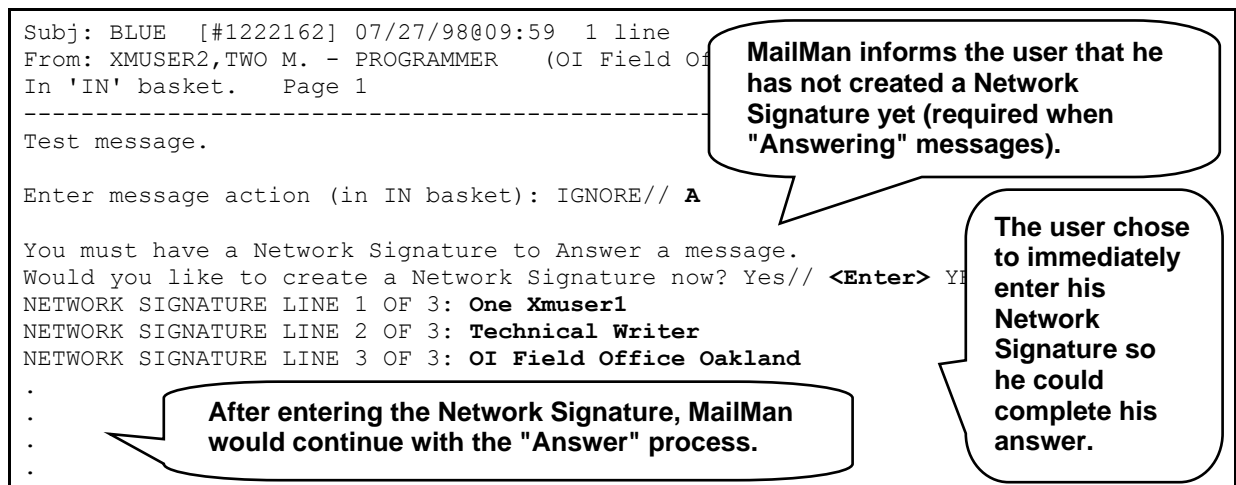 Subj: BLUE  [#1222162] 07/27/98@09:59  1 line
From: XMUSER2,TWO M. - PROGRAMMER    (OI Field Of
In 'IN' basket.   Page 1
--------------------------------------------------
Test message.
Enter message action (in IN basket): IGNORE// A
You must have a Network Signature to Answer a message.
Would you like to create a Network Signature now? Yes// <Enter> YE
NETWORK SIGNATURE LINE 1 OF 3: One Xmuser1
NETWORK SIGNATURE LINE 2 OF 3: Technical Writer
NETWORK SIGNATURE LINE 3 OF 3: OI Field Office Oakland
.
.
.
.
MailMan informs the user that he
has not created a Network
Signature yet (required when
"Answering" messages).
The user chose
to immediately
enter his
Network
Signature so
he could
complete his
answer.
After entering the Network Signature, MailMan
would continue with the "Answer" process.